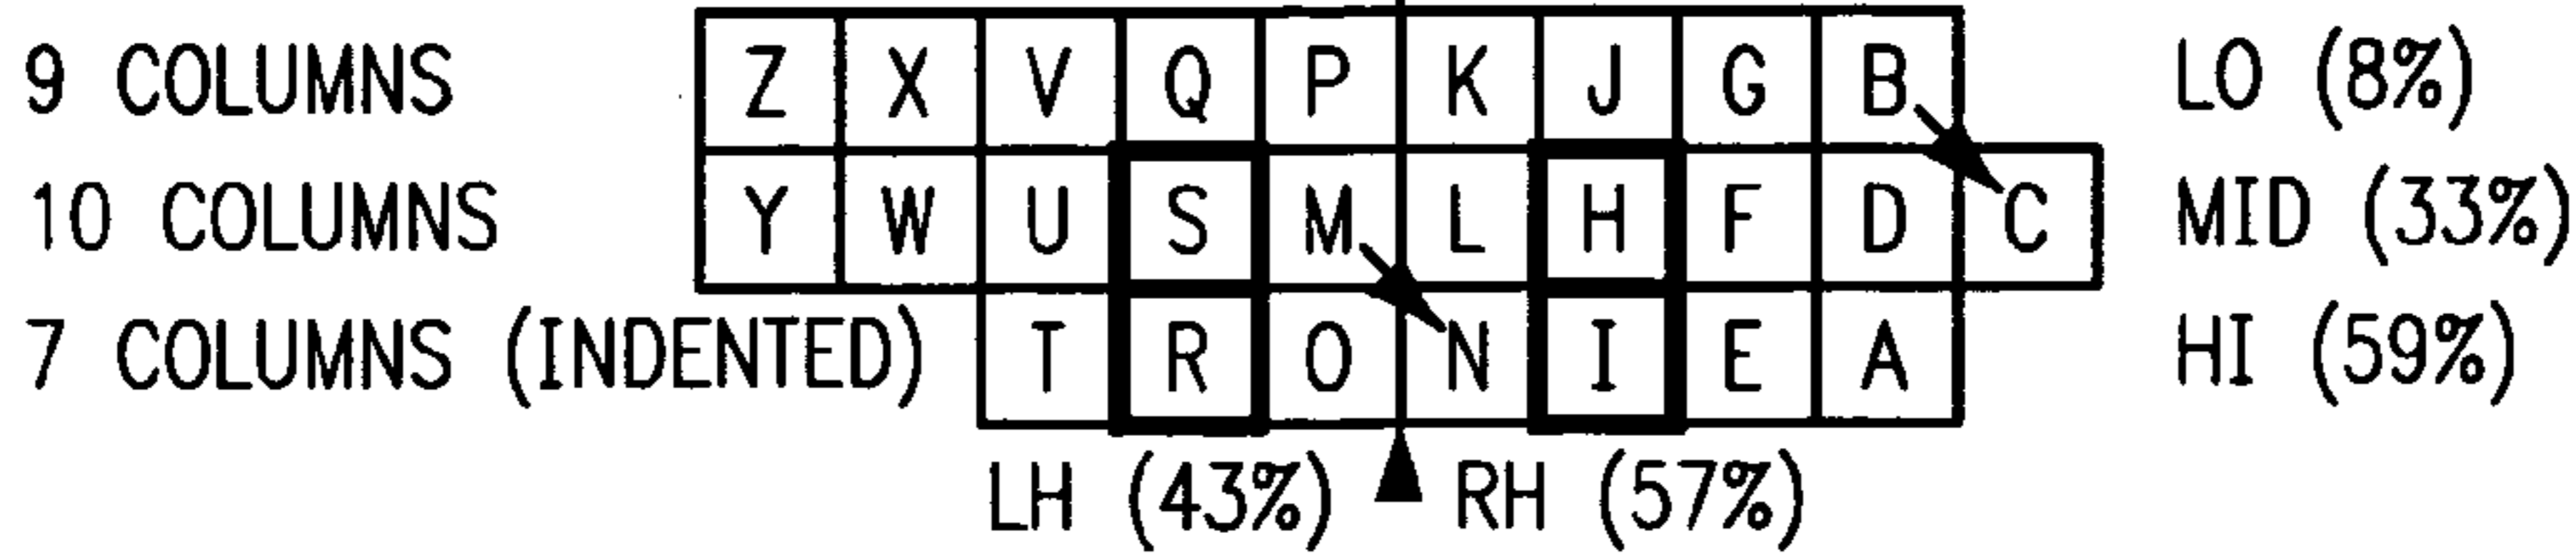 9 COLUMNS Z X V Q P K J G B LO (8%)
10 COLUMNS Y W U S M L H F D C MID (33%)
7 COLUMNS (INDENTED) T R O N I E A HI (59%)
LH (43%) RH (57%)